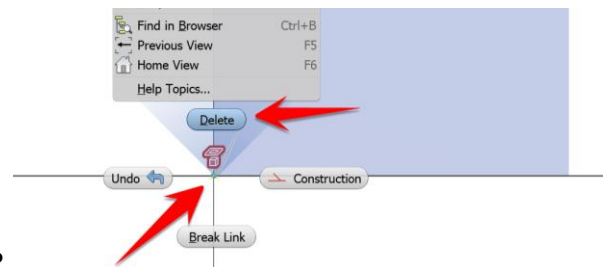 Find in Browser Ctrl+B
Previous View F5
Home View F6
Help Topics...
Delete
Undo
Construction
Break Link